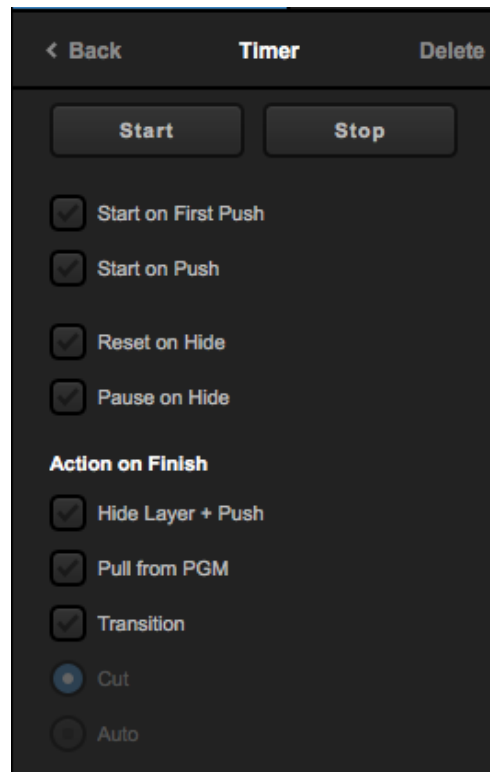 < Back Timer Delete
Start Stop
Start on First Push
Start on Push
Reset on Hide
Pause on Hide
Action on Finish
Hide Layer + Push
Pull from PGM
Transition
Cut
Auto